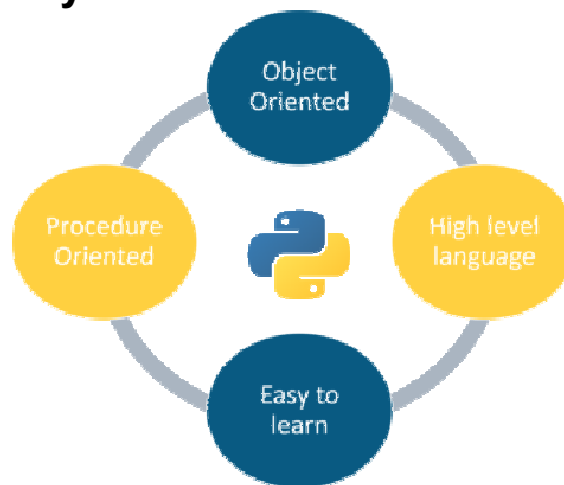 Object
Oriented
Procedure
Oriented
High level
language
Easy to
learn